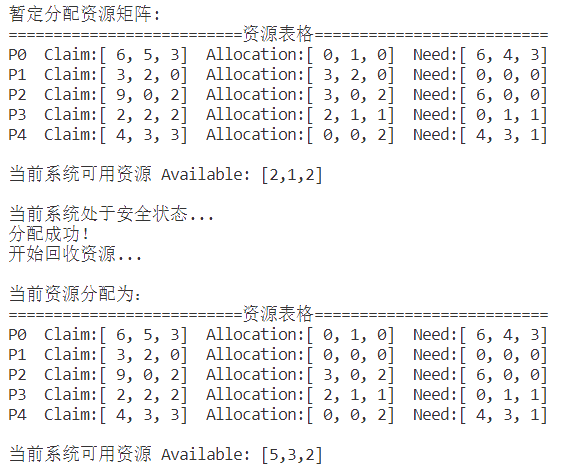 暂定分配资源矩阵:
==========================资源表格==========================
P0  Claim:[ 6, 5, 3]  Allocation:[ 0, 1, 0]  Need:[ 6, 4, 3]
P1  Claim:[ 3, 2, 0]  Allocation:[ 3, 2, 0]  Need:[ 0, 0, 0]
P2  Claim:[ 9, 0, 2]  Allocation:[ 3, 0, 2]  Need:[ 6, 0, 0]
P3  Claim:[ 2, 2, 2]  Allocation:[ 2, 1, 1]  Need:[ 0, 1, 1]
P4  Claim:[ 4, 3, 3]  Allocation:[ 0, 0, 2]  Need:[ 4, 3, 1]
当前系统可用资源 Available: [2,1,2]
当前系统处于安全状态...
分配成功!
开始回收资源...
当前资源分配为:
==========================资源表格==========================
P0  Claim:[ 6, 5, 3]  Allocation:[ 0, 1, 0]  Need:[ 6, 4, 3]
P1  Claim:[ 3, 2, 0]  Allocation:[ 0, 0, 0]  Need:[ 0, 0, 0]
P2  Claim:[ 9, 0, 2]  Allocation:[ 3, 0, 2]  Need:[ 6, 0, 0]
P3  Claim:[ 2, 2, 2]  Allocation:[ 2, 1, 1]  Need:[ 0, 1, 1]
P4  Claim:[ 4, 3, 3]  Allocation:[ 0, 0, 2]  Need:[ 4, 3, 1]
当前系统可用资源 Available: [5,3,2]